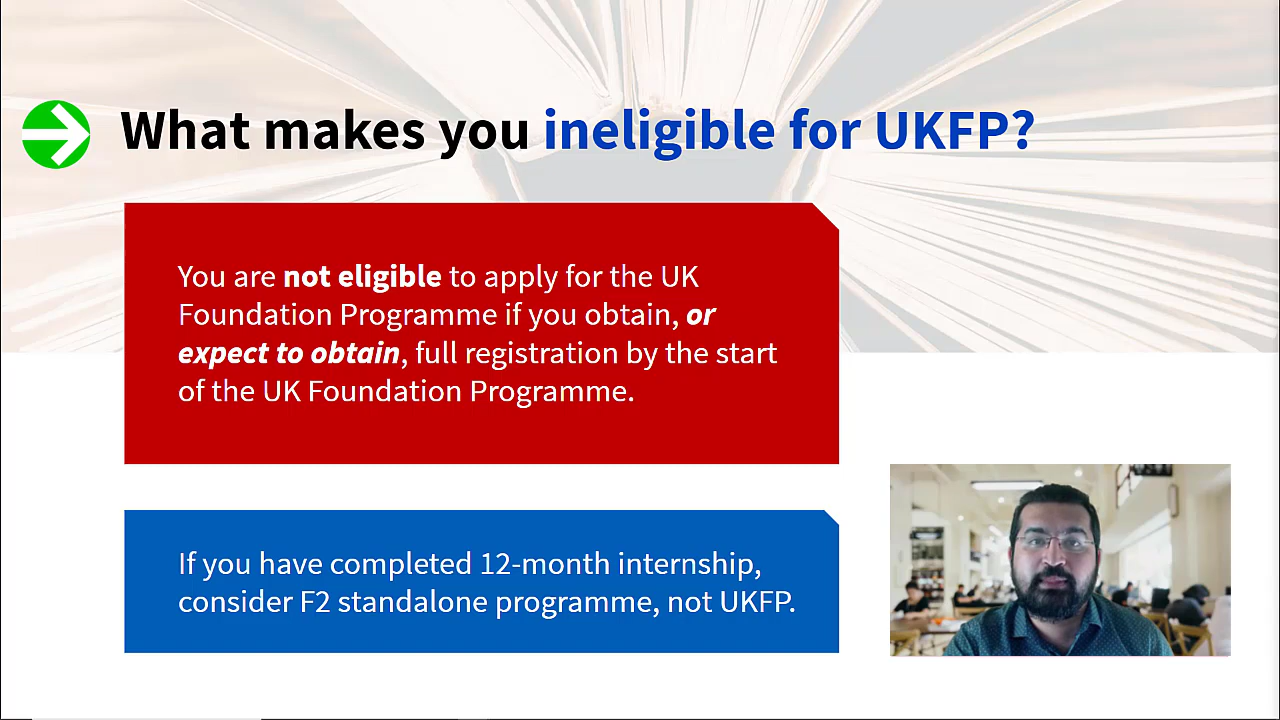 What makes you ineligible for UKFP?
You are not eligible to apply for the UK
Foundation Programme if you obtain, or
expect to obtain, full registration by the start
of the UK Foundation Programme.
If you have completed 12-month internship,
consider F2 standalone programme, not UKFP.